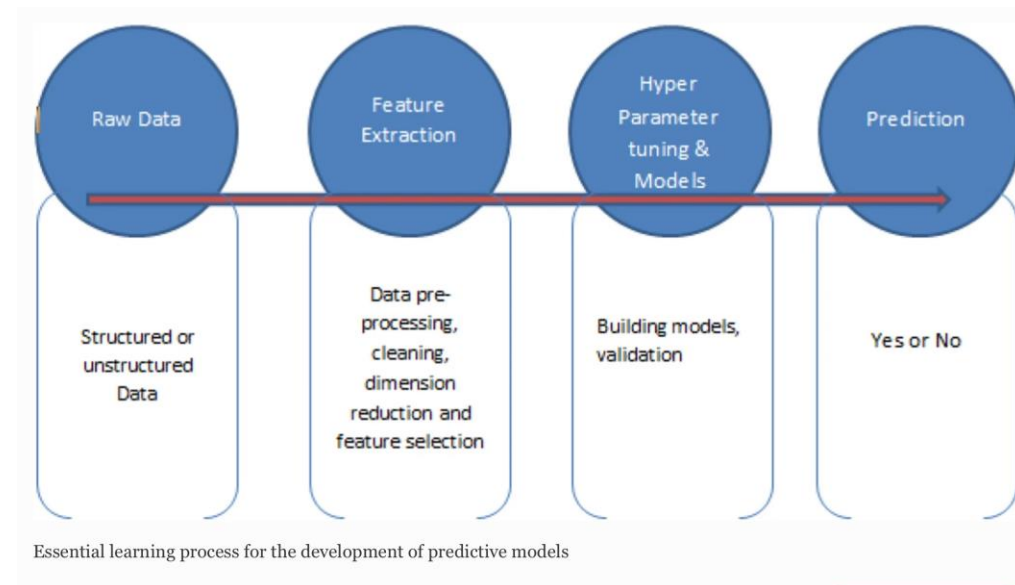 Raw Data
Feature
Extraction
Hyper
Parameter
tuning &
Models
Prediction
Structured or
unstructured
Data
Data pre-
processing,
cleaning,
dimension
reduction and
feature selection
Building models,
validation
Yes or No
Essential learning process for the development of predictive models